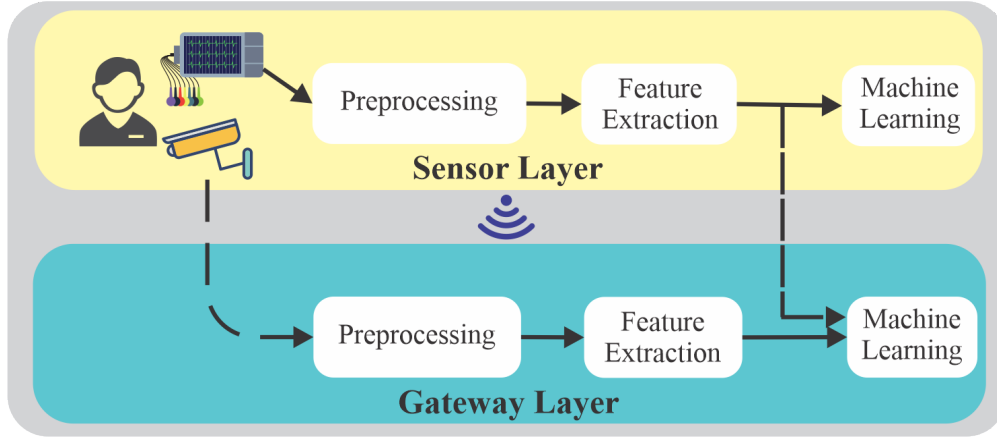 Preprocessing
Feature
Extraction
Machine
Learning
Sensor Layer
Preprocessing
Feature
Extraction
Machine
Learning
Gateway Layer